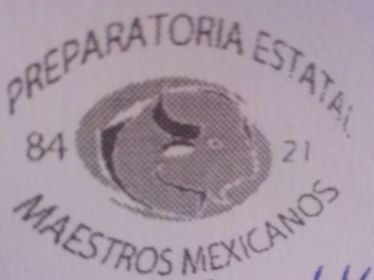 PREPARATORIA ESTATAL
84 21
MAESTROS MEXICANOS